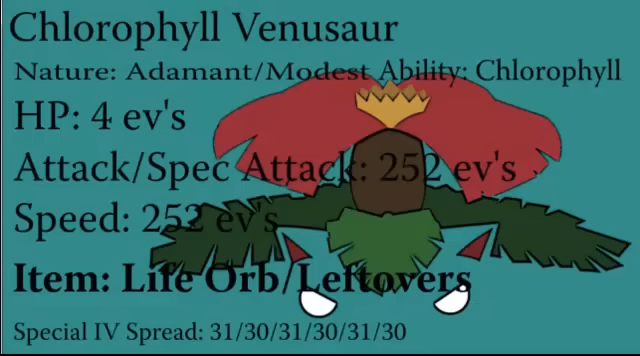 Chlorophyll Venusaur
Nature: Adamant/Modest Ability: Chlorophyll
HP: 4 ev's
Attack/Spec Attack: 252 ev's
Speed: 252 ev's
Item: Life Orb/Leftovers
Special IV Spread: 31/30/31/30/31/30